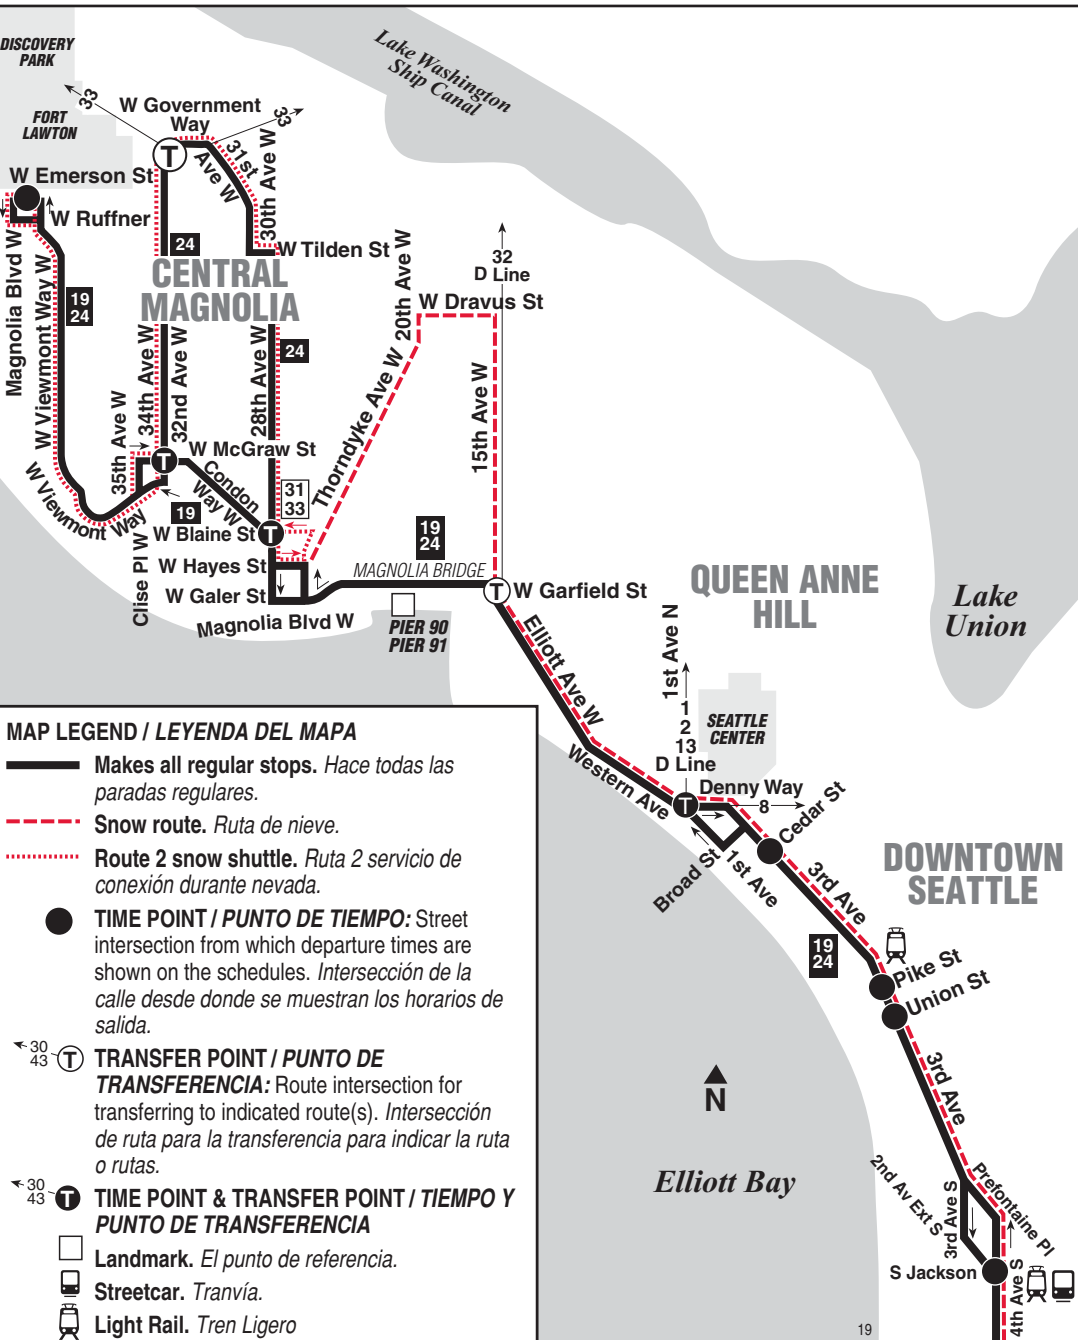 DISCOVERY
PARK
33
W Government
Way
33
FORT
LAWTON
Lake Washington
Ship Canal
T
Ave W
31st
30th Ave W
W Emerson St
W Ruffner
24
W Tilden St
CENTRAL
MAGNOLIA
Magnolia Blvd W
W Viewmont Way W
19
24
20th Ave W
32
D Line
W Dravus St
34th Ave W
32nd Ave W
28th Ave W
24
Thorndyke Ave W
15th Ave W
35th Ave W
W McGraw St
T
Condon
Way W
31
33
W Viewmont Way
19
W Blaine St
T
19
24
Clise Pl W
W Hayes St
MAGNOLIA BRIDGE
W Galer St
T
W Garfield St
Magnolia Blvd W
PIER 90
PIER 91
QUEEN ANNE
HILL
Lake
Union
Elliott Ave W
1st Ave N
1
2
13
D Line
SEATTLE
CENTER
Western Ave
T
Denny Way
8
Cedar St
Broad St
1st Ave
3rd Ave
DOWNTOWN
SEATTLE
19
24
Pike St
Union St
3rd Ave
N
Elliott Bay
2nd Av Ext S
3rd Ave S
Prefontaine Pl
S Jackson
4th Ave S
19
MAP LEGEND / LEYENDA DEL MAPA
Makes all regular stops. Hace todas las
paradas regulares.
Snow route. Ruta de nieve.
Route 2 snow shuttle. Ruta 2 servicio de
conexión durante nevada.
TIME POINT / PUNTO DE TIEMPO: Street
intersection from which departure times are
shown on the schedules. Intersección de la
calle desde donde se muestran los horarios de
salida.
30
43
T
TRANSFER POINT / PUNTO DE
TRANSFERENCIA: Route intersection for
transferring to indicated route(s). Intersección
de ruta para la transferencia para indicar la ruta
o rutas.
30
43
T
TIME POINT & TRANSFER POINT / TIEMPO Y
PUNTO DE TRANSFERENCIA
Landmark. El punto de referencia.
Streetcar. Tranvía.
Light Rail. Tren Ligero